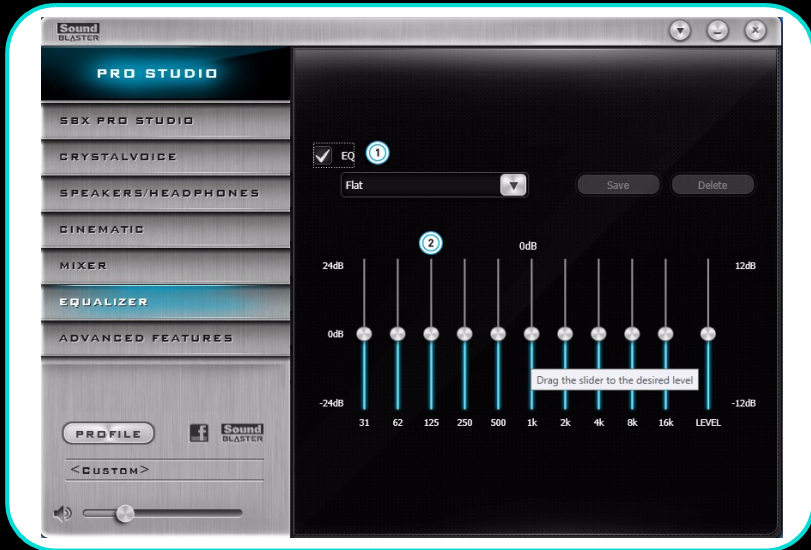 Sound
BLASTER
PRO STUDIO
SBX PRO STUDIO
CRYSTALVOICE
SPEAKERS/HEADPHONES
CINEMATIC
MIXER
EQUALIZER
ADVANCED FEATURES
PROFILE
f
Sound
BLASTER
<CUSTOM>
EQ
1
Flat
Save
Delete
2
0dB
24dB
12dB
0dB
Drag the slider to the desired level
-24dB
-12dB
31 62 125 250 500 1k 2k 4k 8k 16k LEVEL